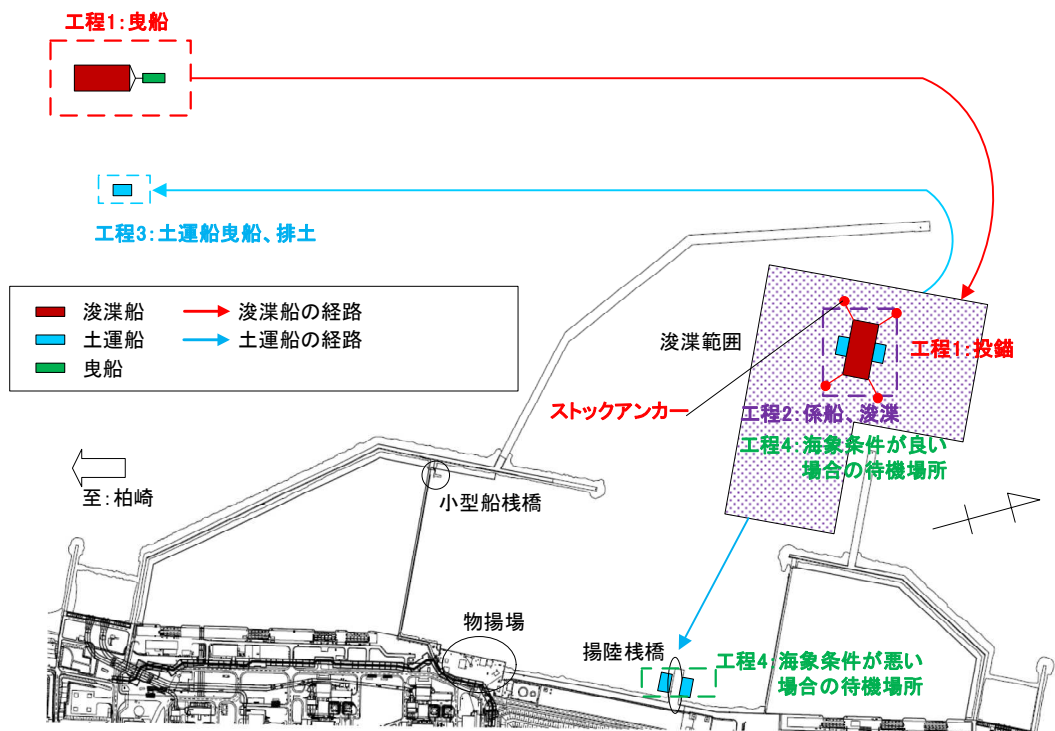 工程1:曳船
工程3:土運船曳船、排土
浚渫船
浚渫船の経路
土運船
土運船の経路
曳船
浚渫範囲
工程1:投錨
ストックアンカー
工程2:係船、浚渫
工程4:海象条件が良い
場合の待機場所
至:柏崎
小型船桟橋
物揚場
揚陸桟橋
工程4:海象条件が悪い
場合の待機場所